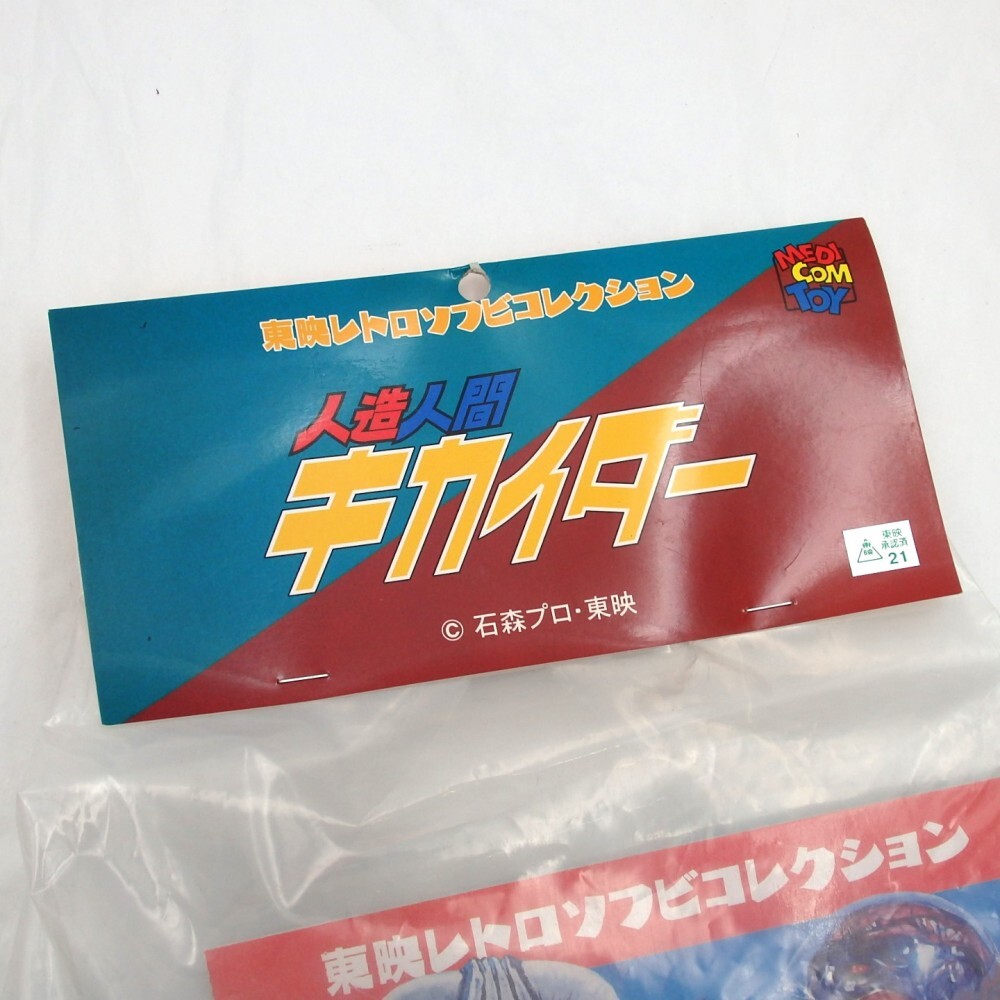 東映レトロソフビコレクション
MEDI
COM
TOY
人造人間
キカイダー
© 石森プロ・東映
東映
承認済
21
東映レトロソフビコレクション